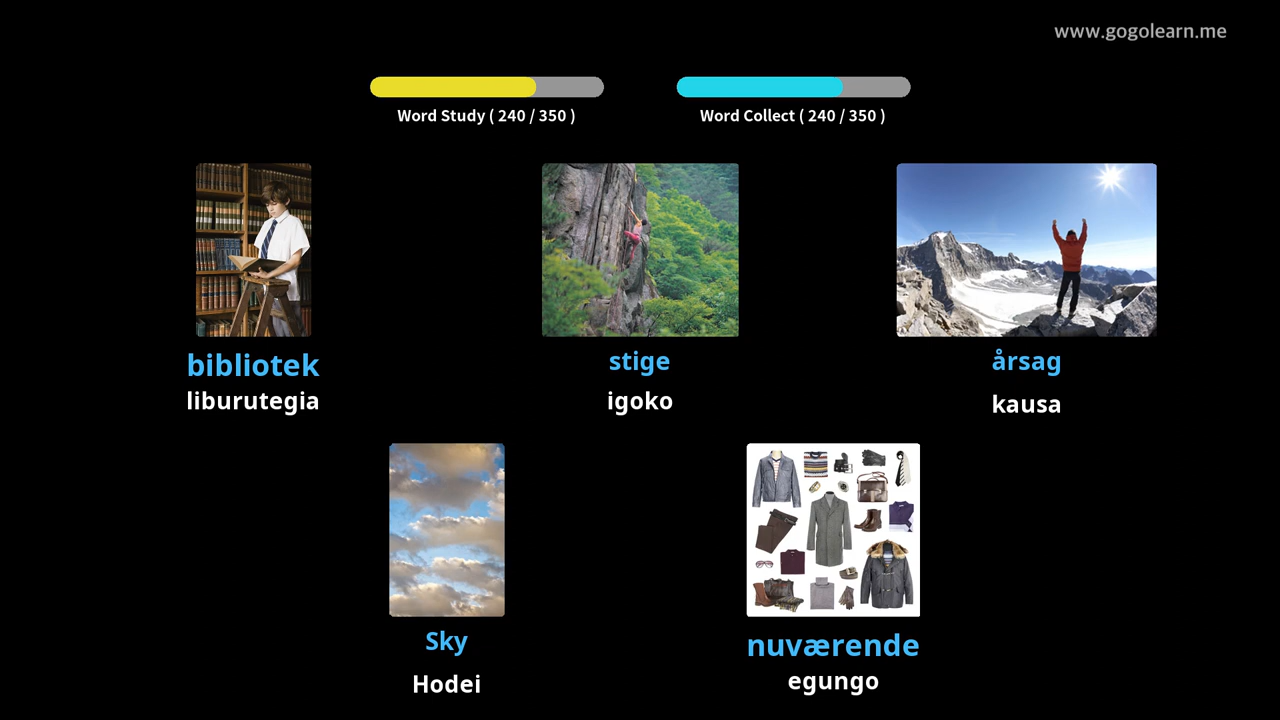 www.gogolearn.me
Word Study ( 240 / 350 )
Word Collect ( 240 / 350 )
bibliotek
liburutegia
stige
igoko
årsag
kausa
Sky
Hodei
nuværende
egungo